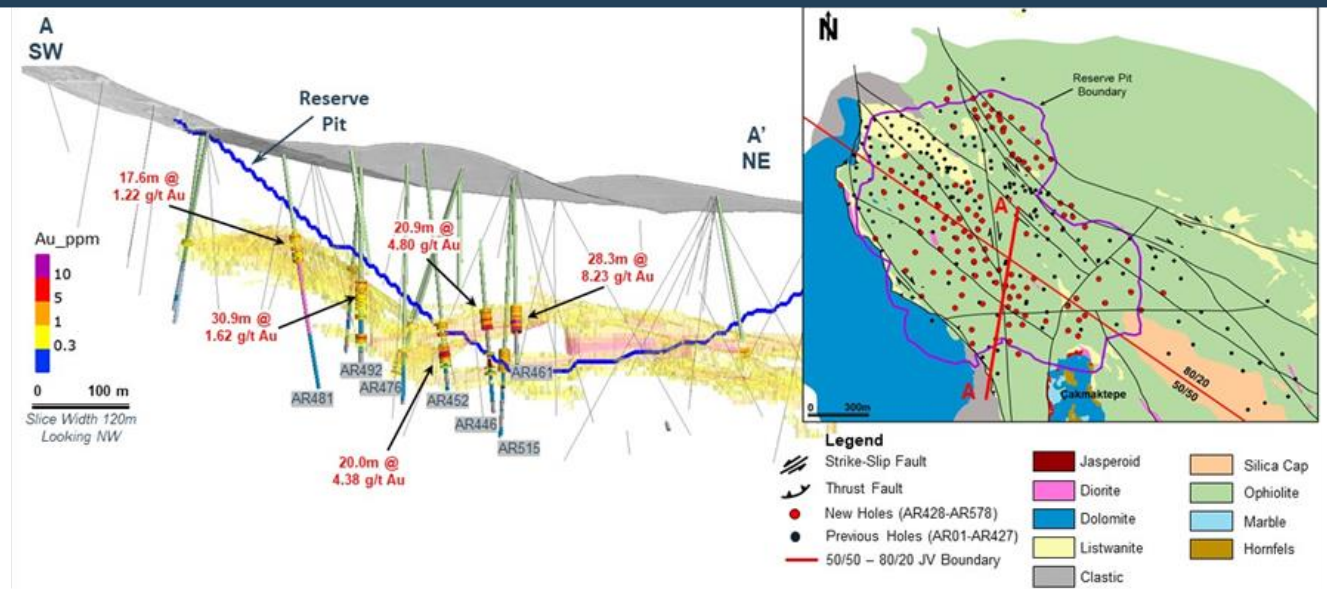 A
SW
Reserve
Pit
A'
NE
17.6m @
1.22 g/t Au
20.9m @
4.80 g/t Au
28.3m @
8.23 g/t Au
Au_ppm
10
5
1
0.3
30.9m @
1.62 g/t Au
0 100 m
Slice Width 120m
Looking NW
AR481
AR492
AR476
AR452
AR461
AR446
AR515
20.0m @
4.38 g/t Au
N
Reserve Pit
Boundary
A'
A
80/20
50/50
Çakmaktepe
0 300m
Legend
Strike-Slip Fault
Thrust Fault
New Holes (AR428-AR578)
Previous Holes (AR01-AR427)
50/50 – 80/20 JV Boundary
Jasperoid
Diorite
Dolomite
Listwanite
Clastic
Silica Cap
Ophiolite
Marble
Hornfels